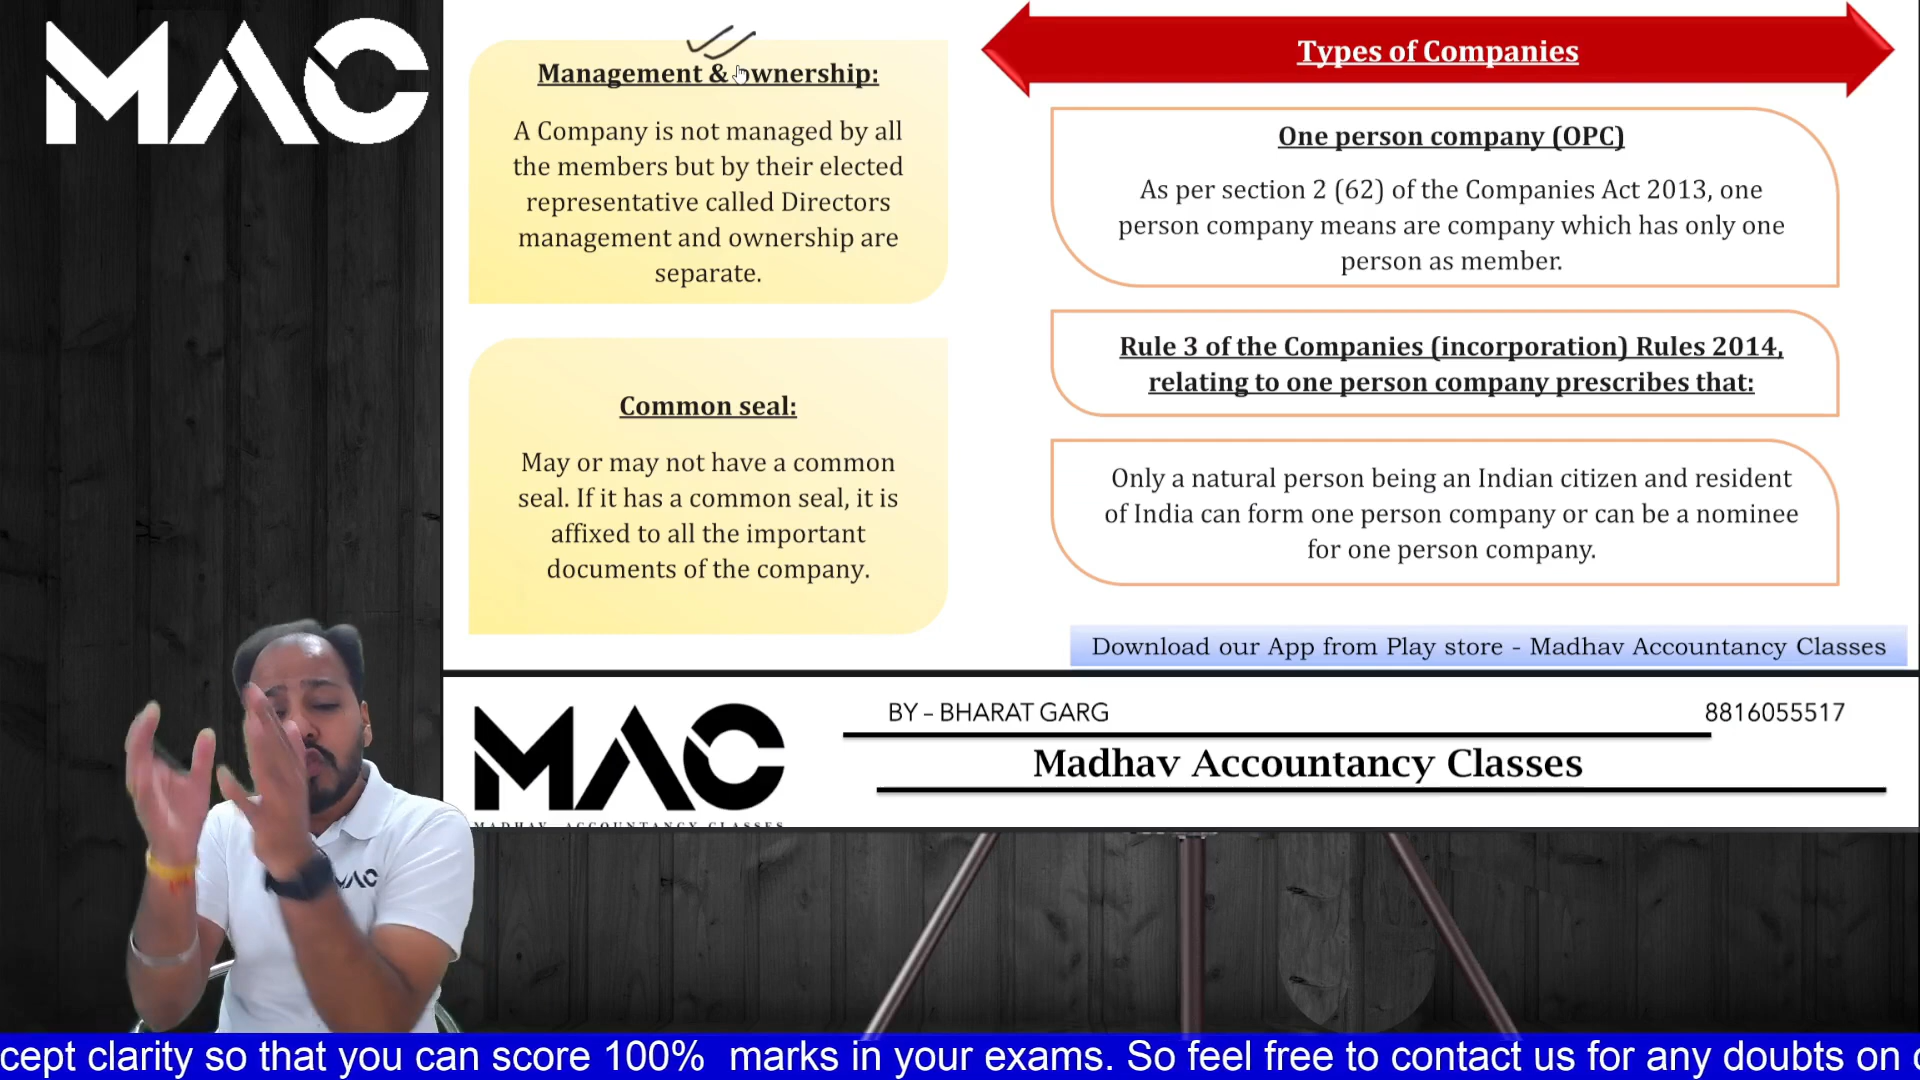 MAC
Management & ownership:
A Company is not managed by all
the members but by their elected
representative called Directors
management and ownership are
separate.
Common seal:
May or may not have a common
seal. If it has a common seal, it is
affixed to all the important
documents of the company.
Types of Companies
One person company (OPC)
As per section 2 (62) of the Companies Act 2013, one
person company means are company which has only one
person as member.
Rule 3 of the Companies (incorporation) Rules 2014,
relating to one person company prescribes that:
Only a natural person being an Indian citizen and resident
of India can form one person company or can be a nominee
for one person company.
Download our App from Play store - Madhav Accountancy Classes
MAC
MADHAV ACCOUNTANCY CLASSES
BY – BHARAT GARG
8816055517
Madhav Accountancy Classes
MAC
cept clarity so that you can score 100%  marks in your exams. So feel free to contact us for any doubts on